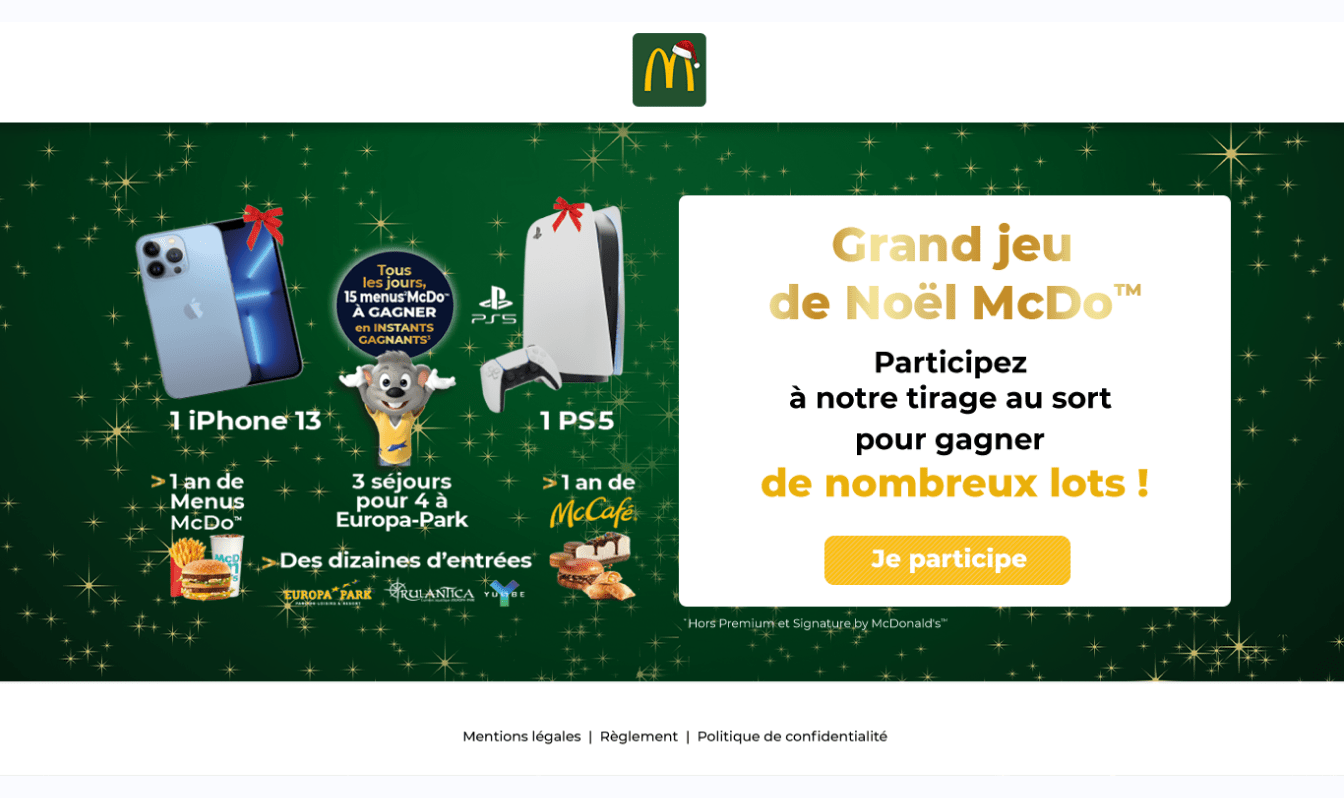 Tous
les jours,
15 menus*McDo™
À GAGNER
en INSTANTS
GAGNANTS³
PS5
1 iPhone 13
1 PS5
> 1 an de
Menus
McDo™
3 séjours
pour 4 à
Europa-Park
> 1 an de
McCafé®
McD
>Des dizaines d'entrées
EUROPA PARK
RULANTICA
YULLBE
Grand jeu
de Noël McDo™
Participez
à notre tirage au sort
pour gagner
de nombreux lots !
Je participe
*Hors Premium et Signature by McDonald's™
Mentions légales | Règlement | Politique de confidentialité